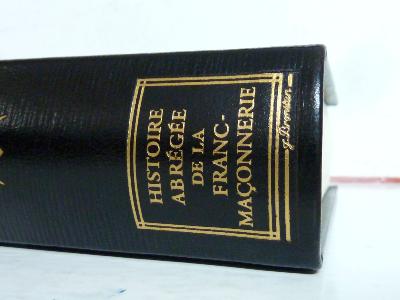 HISTOIRE
ABRÉGÉE
DE LA
FRANC-
MAÇONNERIE